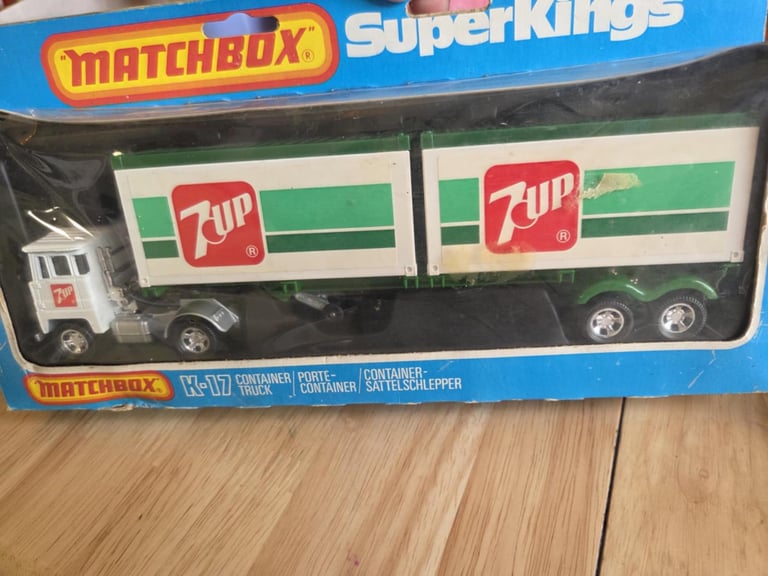 "MATCHBOX"®
SuperKings
7UP®
7UP®
7UP
"MATCHBOX"®
K-17 CONTAINER TRUCK / PORTE-CONTAINER / CONTAINER-SATTELSCHLEPPER